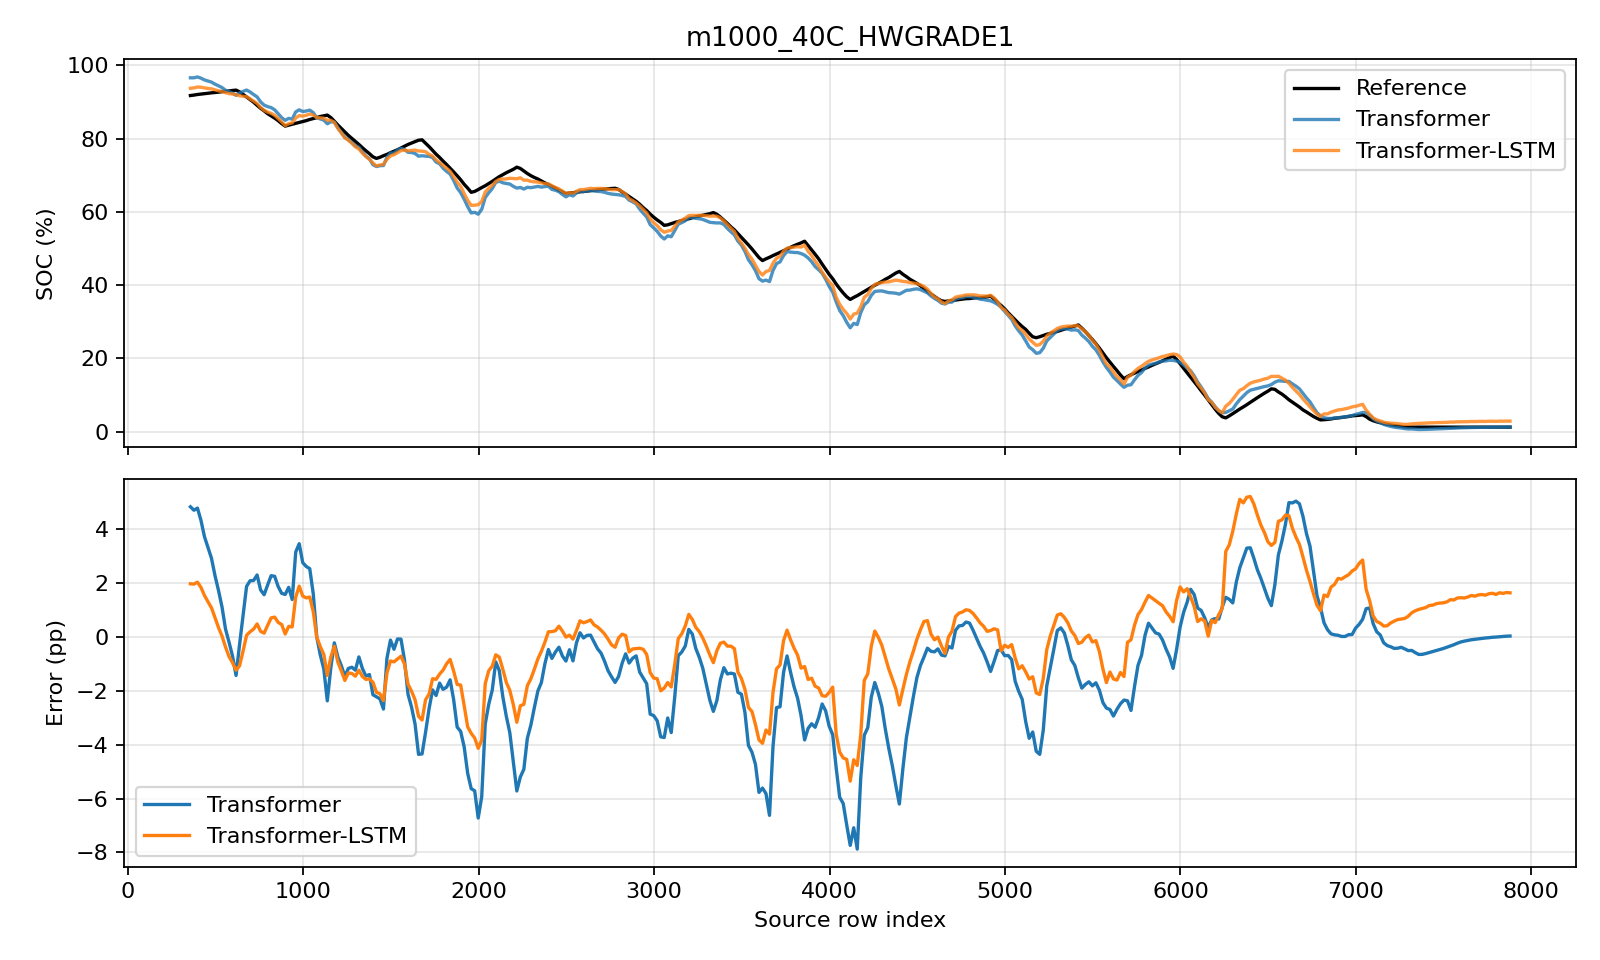 m1000_40C_HWGRADE1
100
80
60
40
20
0
SOC (%)
Reference
Transformer
Transformer-LSTM
4
2
0
−2
−4
−6
−8
Error (pp)
Transformer
Transformer-LSTM
0 1000 2000 3000 4000 5000 6000 7000 8000
Source row index